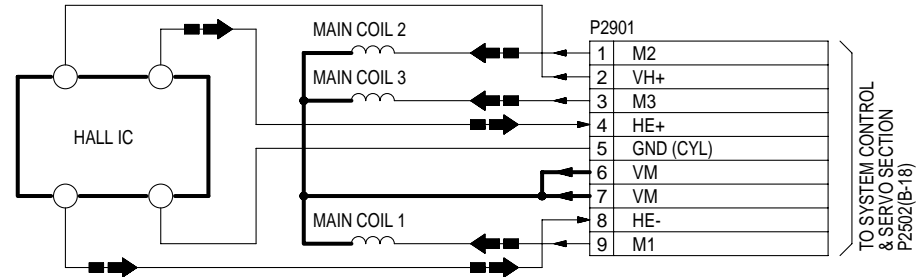 P2901
MAIN COIL 2
1 M2
2 VH+
MAIN COIL 3
3 M3
4 HE+
HALL IC
5 GND (CYL)
6 VM
7 VM
MAIN COIL 1
8 HE-
9 M1
TO SYSTEM CONTROL
& SERVO SECTION
P2502(B-18)